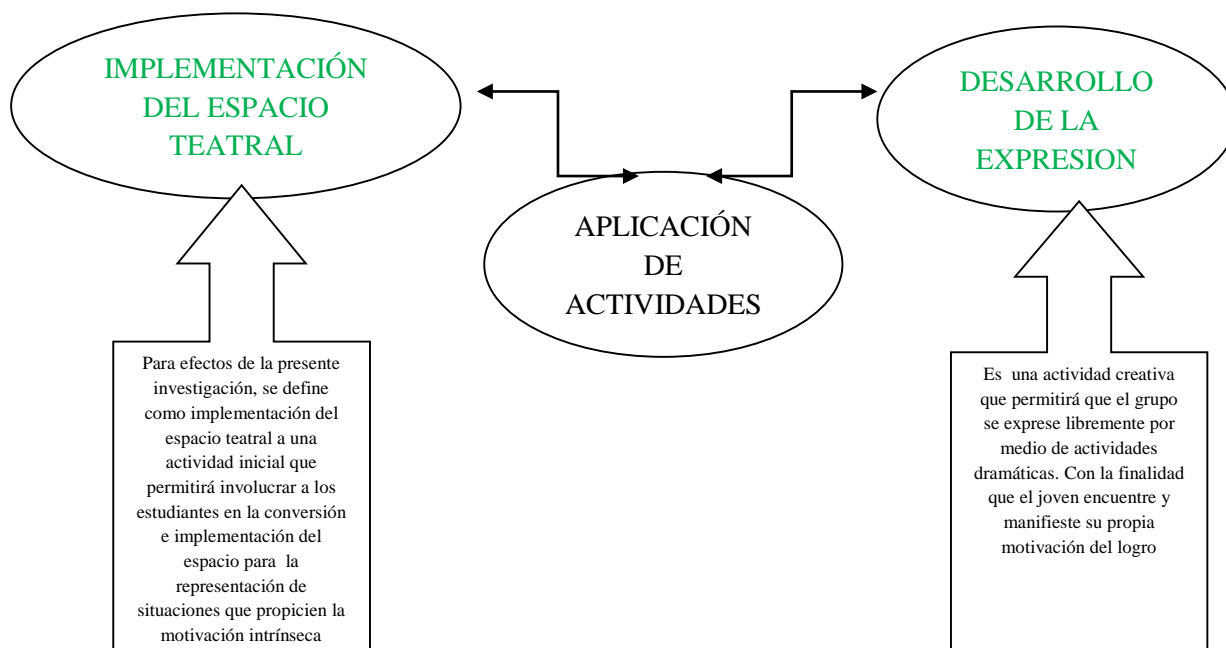 IMPLEMENTACIÓN
DEL ESPACIO
TEATRAL
DESARROLLO
DE LA
EXPRESION
APLICACIÓN
DE
ACTIVIDADES
Para efectos de la presente
investigación, se define
como implementación del
espacio teatral a una
actividad inicial que
permitirá involucrar a los
estudiantes en la conversión
e implementación del
espacio para la
representación de
situaciones que propicien la
motivación intrínseca
Es una actividad creativa
que permitirá que el grupo
se exprese libremente por
medio de actividades
dramáticas. Con la finalidad
que el joven encuentre y
manifieste su propia
motivación del logro